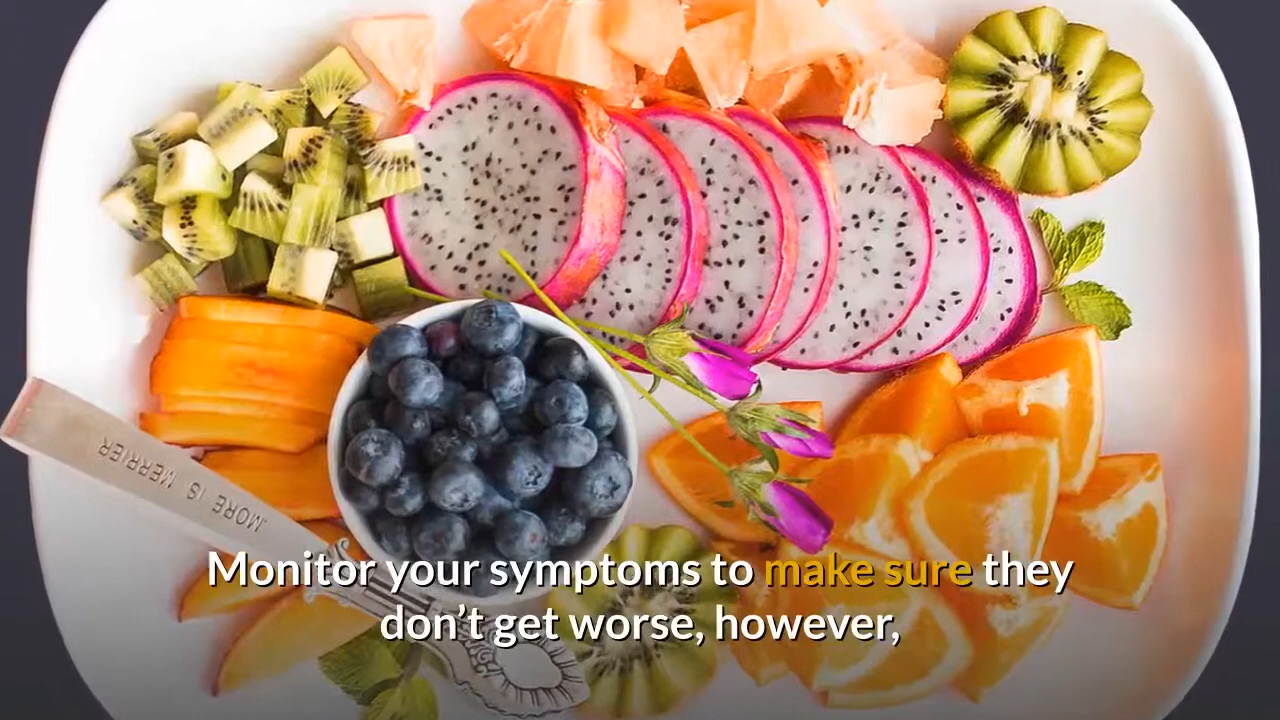 MORE IS MERRIER
Monitor your symptoms to make sure they
don't get worse, however,